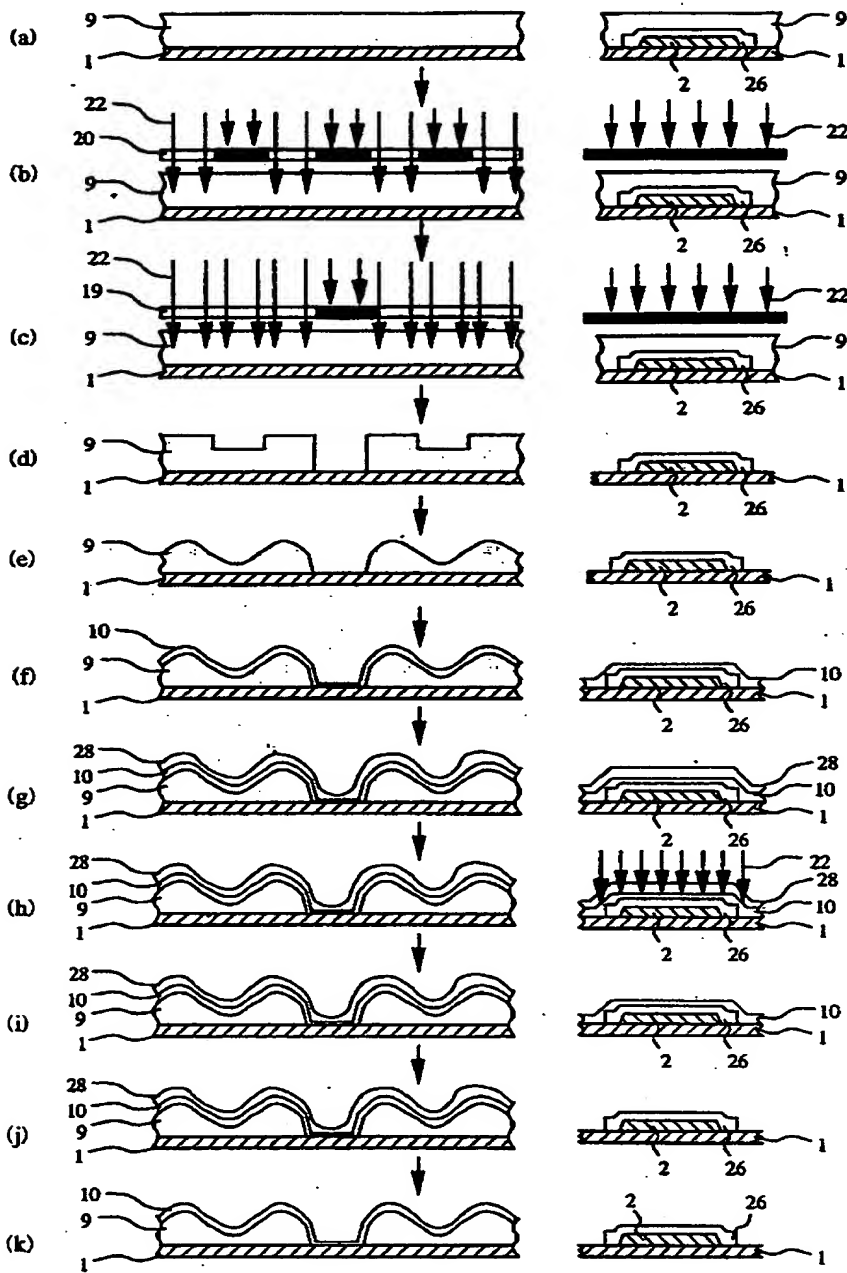 (a) 9 1 9 1 2 26
(b) 22 20 9 1 22 9 1 2 26
(c) 22 19 9 1 22 9 1 2 26
(d) 9 1 1 2 26
(e) 9 1 1 2 26
(f) 10 9 1 10 1 2 26
(g) 28 10 9 1 28 10 1 2 26
(h) 28 10 9 1 22 28 10 1 2 26
(i) 28 10 9 1 10 1 2 26
(j) 28 10 9 1 1 2 26
(k) 10 9 1 2 26 1